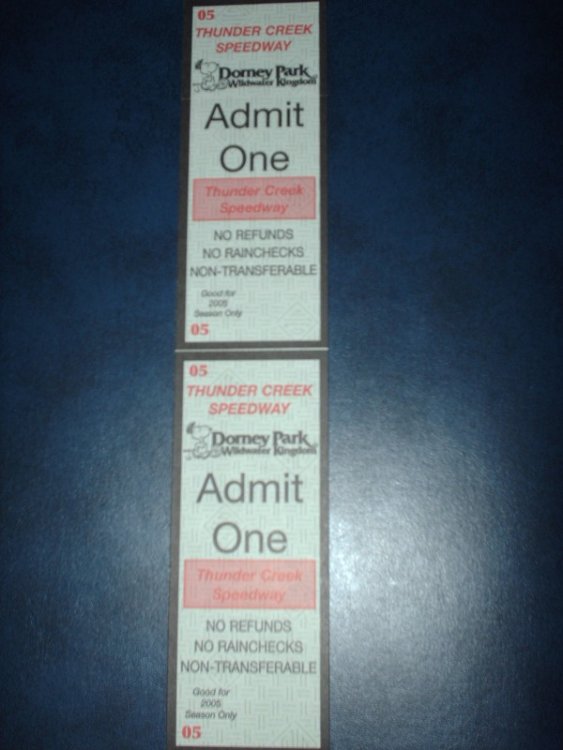 05
THUNDER CREEK
SPEEDWAY
Dorney Park
Wildwater Kingdom
Admit
One
Thunder Creek
Speedway
NO REFUNDS
NO RAINCHECKS
NON-TRANSFERABLE
Good for
2005
Season Only
05
05
THUNDER CREEK
SPEEDWAY
Dorney Park
Wildwater Kingdom
Admit
One
Thunder Creek
Speedway
NO REFUNDS
NO RAINCHECKS
NON-TRANSFERABLE
Good for
2005
Season Only
05